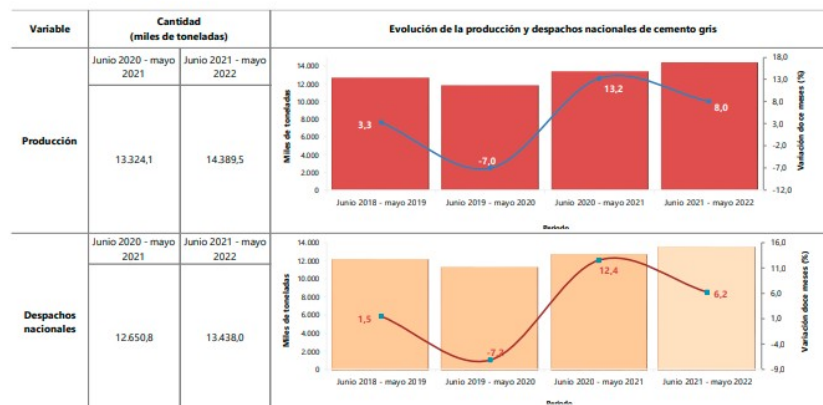 Variable
Cantidad
(miles de toneladas)
Evolución de la producción y despachos nacionales de cemento gris
Producción
Junio 2020 - mayo
2021
Junio 2021 - mayo
2022
13.324,1
14.389,5
Miles de toneladas
14.000
12.000
10.000
8.000
6.000
4.000
2.000
0
3,3
-7,0
13,2
8,0
18,0
13,0
8,0
3,0
-2,0
-7,0
-12,0
Variación doce meses (%)
Junio 2018 - mayo 2019
Junio 2019 - mayo 2020
Junio 2020 - mayo 2021
Junio 2021 - mayo 2022
Periodo
Despachos
nacionales
Junio 2020 - mayo
2021
Junio 2021 - mayo
2022
12.650,8
13.438,0
Miles de toneladas
14.000
12.000
10.000
8.000
6.000
4.000
2.000
0
1,5
12,4
6,2
16,0
11,0
6,0
1,0
-4,0
-9,0
Variación doce meses (%)
Junio 2018 - mayo 2019
Junio 2019 - mayo 2020
Junio 2020 - mayo 2021
Junio 2021 - mayo 2022
Periodo